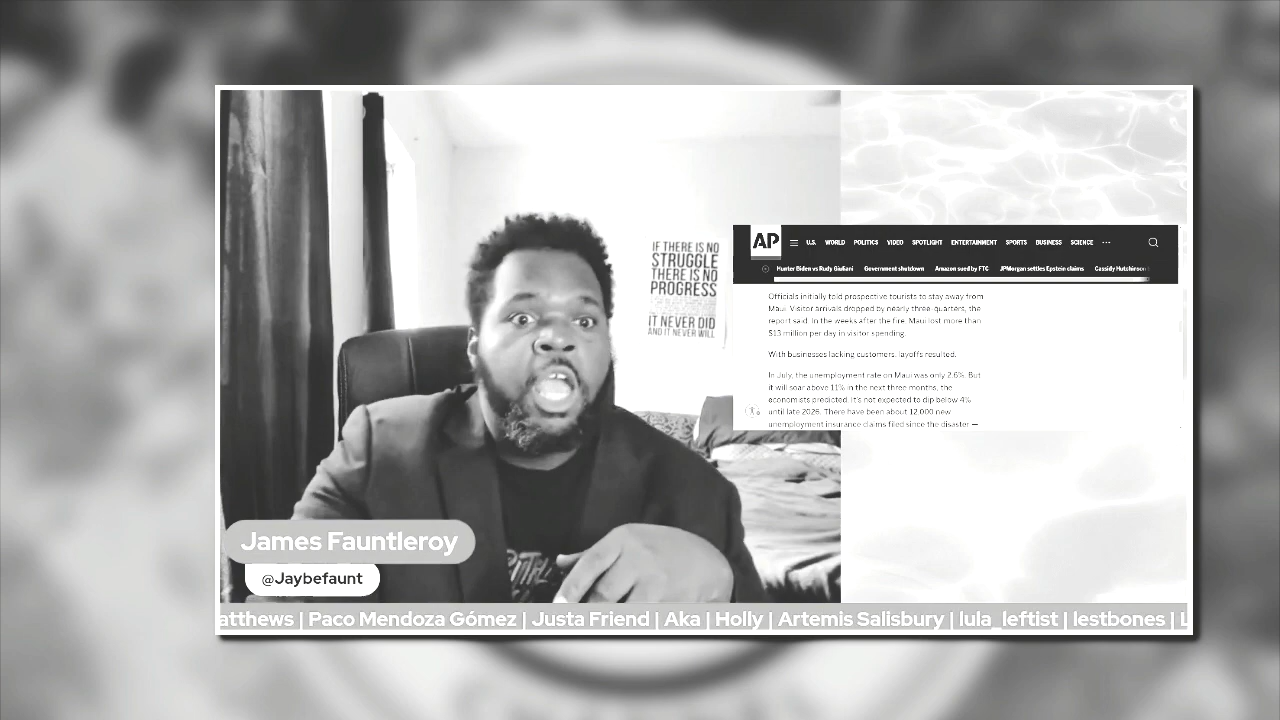 IF THERE IS NO
STRUGGLE
THERE IS NO
PROGRESS
IT NEVER DID
AND IT NEVER WILL
AP
U.S. WORLD POLITICS VIDEO SPOTLIGHT ENTERTAINMENT SPORTS BUSINESS SCIENCE ...
Hunter Biden vs Rudy Giuliani Government shutdown Amazon sued by FTC JPMorgan settles Epstein claims Cassidy Hutchinson
Officials initially told prospective tourists to stay away from
Maui. Visitor arrivals dropped by nearly three-quarters, the
report said. In the weeks after the fire, Maui lost more than
$13 million per day in visitor spending.
With businesses lacking customers, layoffs resulted.
In July, the unemployment rate on Maui was only 2.6%. But
it will soar above 11% in the next three months, the
economists predicted. It's not expected to dip below 4%
until late 2026. There have been about 12,000 new
unemployment insurance claims filed since the disaster —
James Fauntleroy
@Jaybefaunt
atthews | Paco Mendoza Gómez | Justa Friend | Aka | Holly | Artemis Salisbury | lula_leftist | lestbones | L